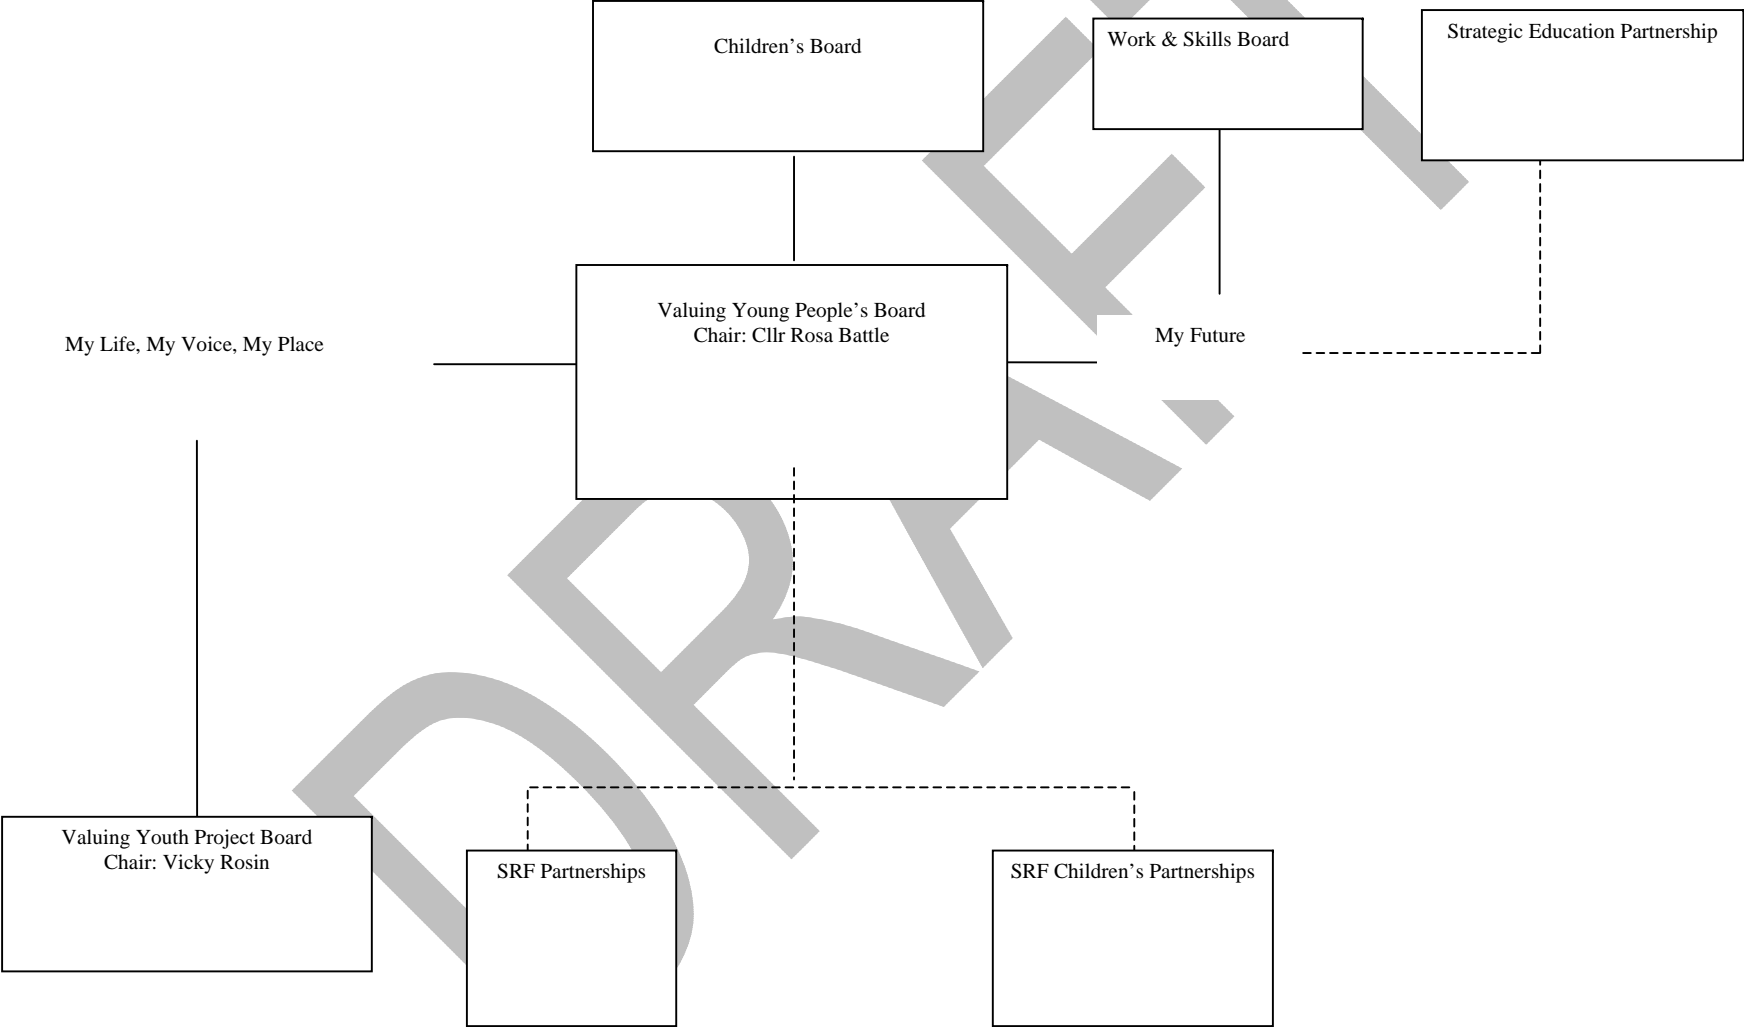 Children’s Board
Work & Skills Board
Strategic Education Partnership
Valuing Young People’s Board
Chair: Cllr Rosa Battle
My Life, My Voice, My Place
My Future
Valuing Youth Project Board
Chair: Vicky Rosin
SRF Partnerships
SRF Children’s Partnerships
DRAFT